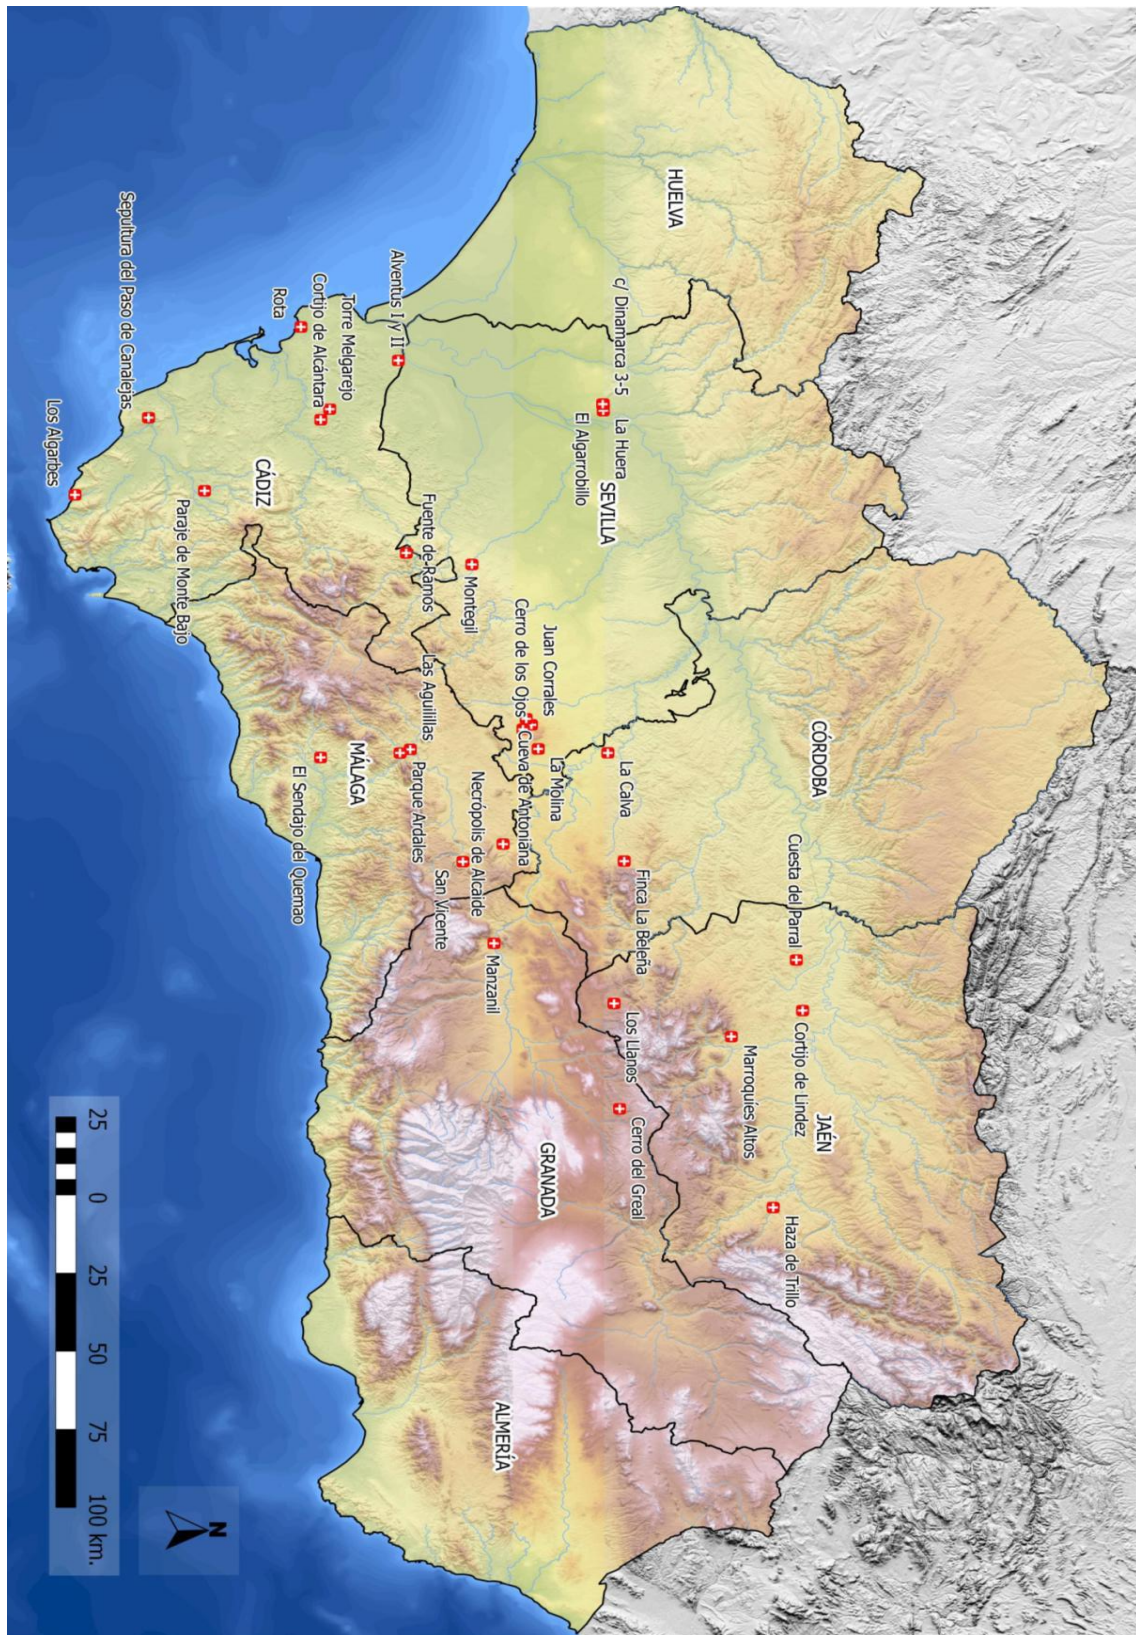 HUELVA
c/ Dinamarca 3-5
La Huera
El Algarrobillo
SEVILLA
CÓRDOBA
Cuesta del Parral
Cortijo de Lindez
JAÉN
Marroquíes Altos
Haza de Trillo
La Calva
Finca La Beleña
Los Llanos
Cerro del Greal
Juan Corrales
Cerro de los Ojos
La Molina
Cueva de Antoniana
Montegil
Fuente de Ramos
Necrópolis de Alcaide
San Vicente
Manzanil
GRANADA
ALMERÍA
Alventus I y II
Torre Melgarejo
Cortijo de Alcántara
Rota
Las Aguilillas
Parque Ardales
MÁLAGA
El Sendajo del Quemao
CÁDIZ
Paraje de Monte Bajo
Sepultura del Paso de Canalejas
Los Algarbes
N
25 0 25 50 75 100 km.